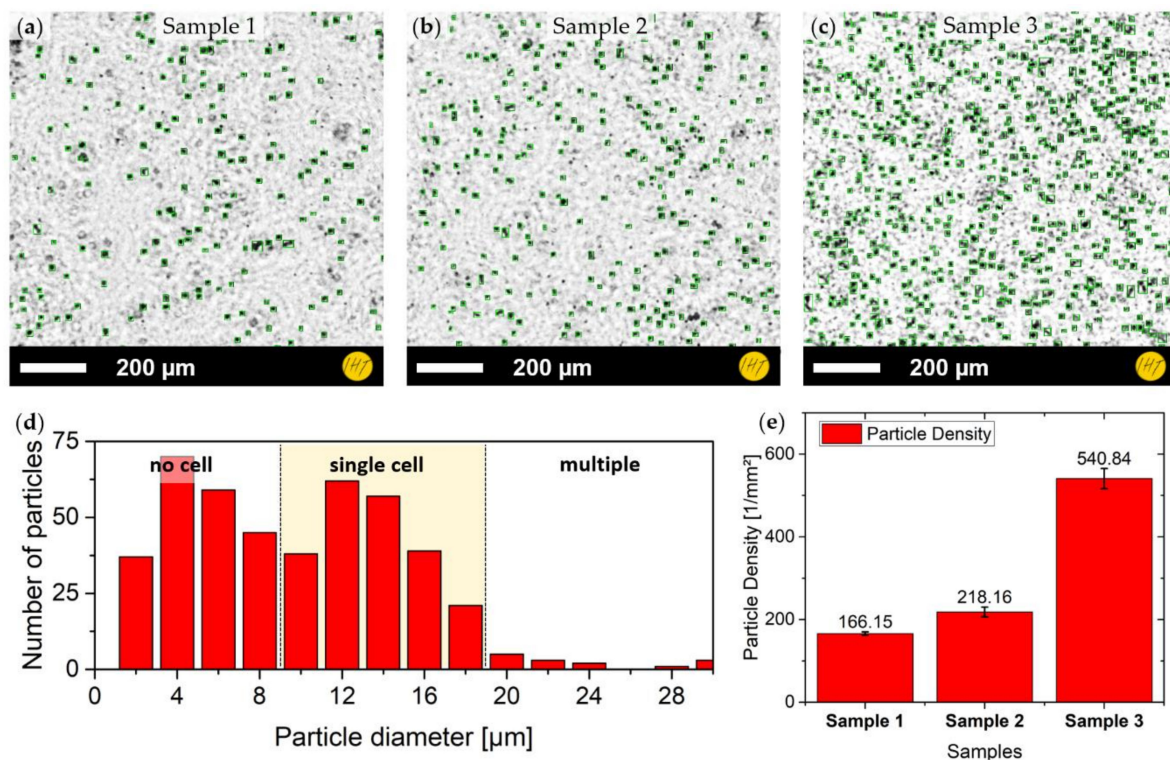 (a) Sample 1
(b) Sample 2
(c) Sample 3
200 µm
IHT
200 µm
IHT
200 µm
IHT
(d)
75
50
25
0
Number of particles
no cell
single cell
multiple
0 4 8 12 16 20 24 28
Particle diameter [µm]
(e)
Particle Density
600
400
200
0
Particle Density [1/mm²]
166.15
218.16
540.84
Sample 1 Sample 2 Sample 3
Samples